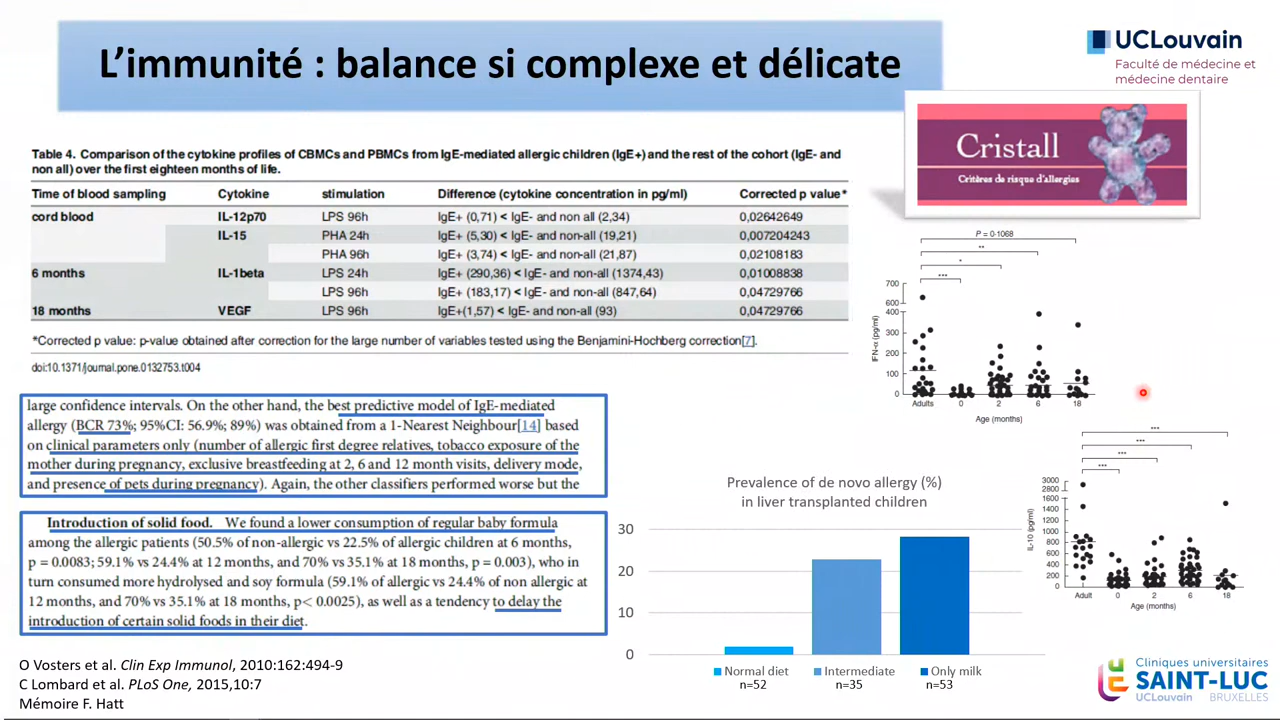 L’immunité : balance si complexe et délicate
UCLouvain
Faculté de médecine et
médecine dentaire
Cristall
Critères de risque d'allergies
Table 4. Comparison of the cytokine profiles of CBMCs and PBMCs from IgE-mediated allergic children (IgE+) and the rest of the cohort (IgE- and
non all) over the first eighteen months of life.
Time of blood sampling Cytokine stimulation Difference (cytokine concentration in pg/ml) Corrected p value*
cord blood IL-12p70 LPS 96h IgE+ (0,71) < IgE- and non all (2,34) 0,02642649
IL-15 PHA 24h IgE+ (5,30) < IgE- and non-all (19,21) 0,007204243
PHA 96h IgE+ (3,74) < IgE- and non-all (21,87) 0,02108183
6 months IL-1beta LPS 24h IgE+ (290,36) < IgE- and non-all (1374,43) 0,01008838
LPS 96h IgE+ (183,17) < IgE- and non-all (847,64) 0,04729766
18 months VEGF LPS 96h IgE+(1,57) < IgE- and non-all (93) 0,04729766
*Corrected p value: p-value obtained after correction for the large number of variables tested using the Benjamini-Hochberg correction[7].
doi:10.1371/journal.pone.0132753.t004
large confidence intervals. On the other hand, the best predictive model of IgE-mediated
allergy (BCR 73%; 95%CI: 56.9%; 89%) was obtained from a 1-Nearest Neighbour[14] based
on clinical parameters only (number of allergic first degree relatives, tobacco exposure of the
mother during pregnancy, exclusive breastfeeding at 2, 6 and 12 month visits, delivery mode,
and presence of pets during pregnancy). Again, the other classifiers performed worse but the
Introduction of solid food. We found a lower consumption of regular baby formula
among the allergic patients (50.5% of non-allergic vs 22.5% of allergic children at 6 months,
p = 0.0083; 59.1% vs 24.4% at 12 months, and 70% vs 35.1% at 18 months, p = 0.003), who in
turn consumed more hydrolysed and soy formula (59.1% of allergic vs 24.4% of non allergic at
12 months, and 70% vs 35.1% at 18 months, p< 0.0025), as well as a tendency to delay the
introduction of certain solid foods in their diet.
O Vosters et al. Clin Exp Immunol, 2010:162:494-9
C Lombard et al. PLoS One, 2015,10:7
Mémoire F. Hatt
Prevalence of de novo allergy (%)
in liver transplanted children
30
20
10
0
Normal diet Intermediate Only milk
n=52 n=35 n=53
P = 0·1068
**
*
***
700
600
400
300
200
100
0
IFN-α (pg/ml)
Adults 0 2 6 18
Age (months)
***
***
***
***
3000
2800
1600
1400
1200
1000
800
600
400
200
0
IL-10 (pg/ml)
Adult 0 2 6 18
Age (months)
Cliniques universitaires
SAINT-LUC
UCLouvain BRUXELLES